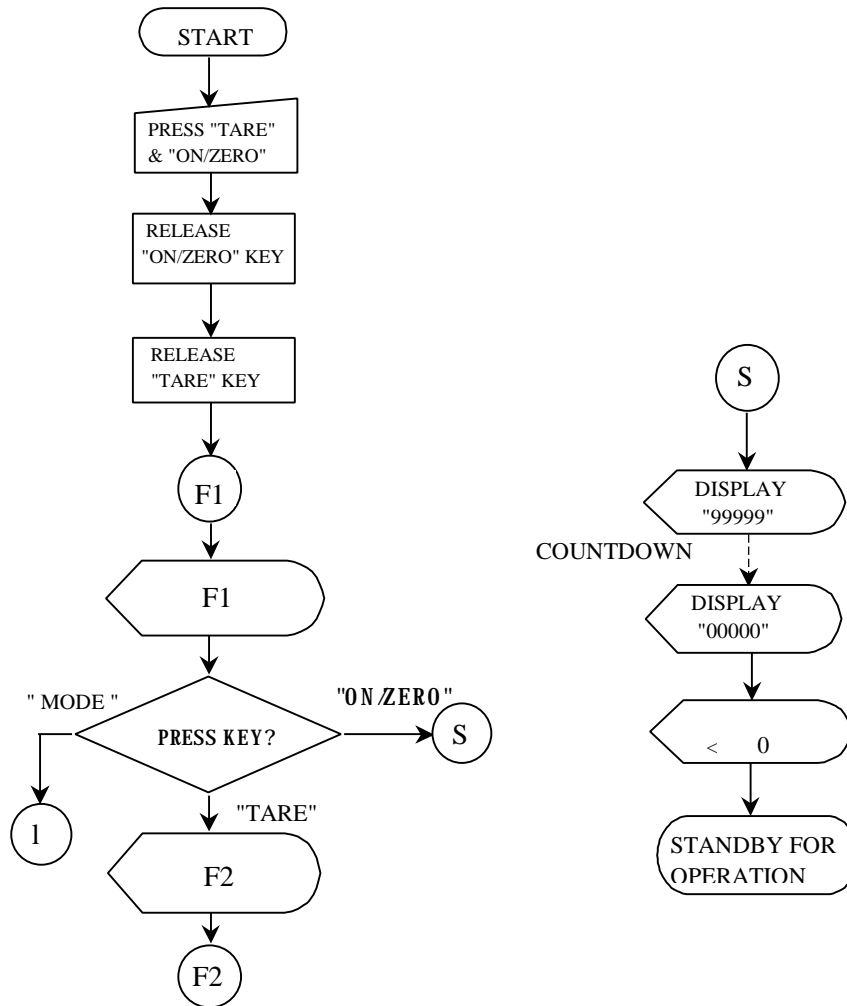 START
PRESS "TARE"
& "ON/ZERO"
RELEASE
"ON/ZERO" KEY
RELEASE
"TARE" KEY
F1
F1
" MODE "
"ON/ZERO"
PRESS KEY?
S
1
"TARE"
F2
F2
S
DISPLAY
"99999"
COUNTDOWN
DISPLAY
"00000"
< 0
STANDBY FOR
OPERATION